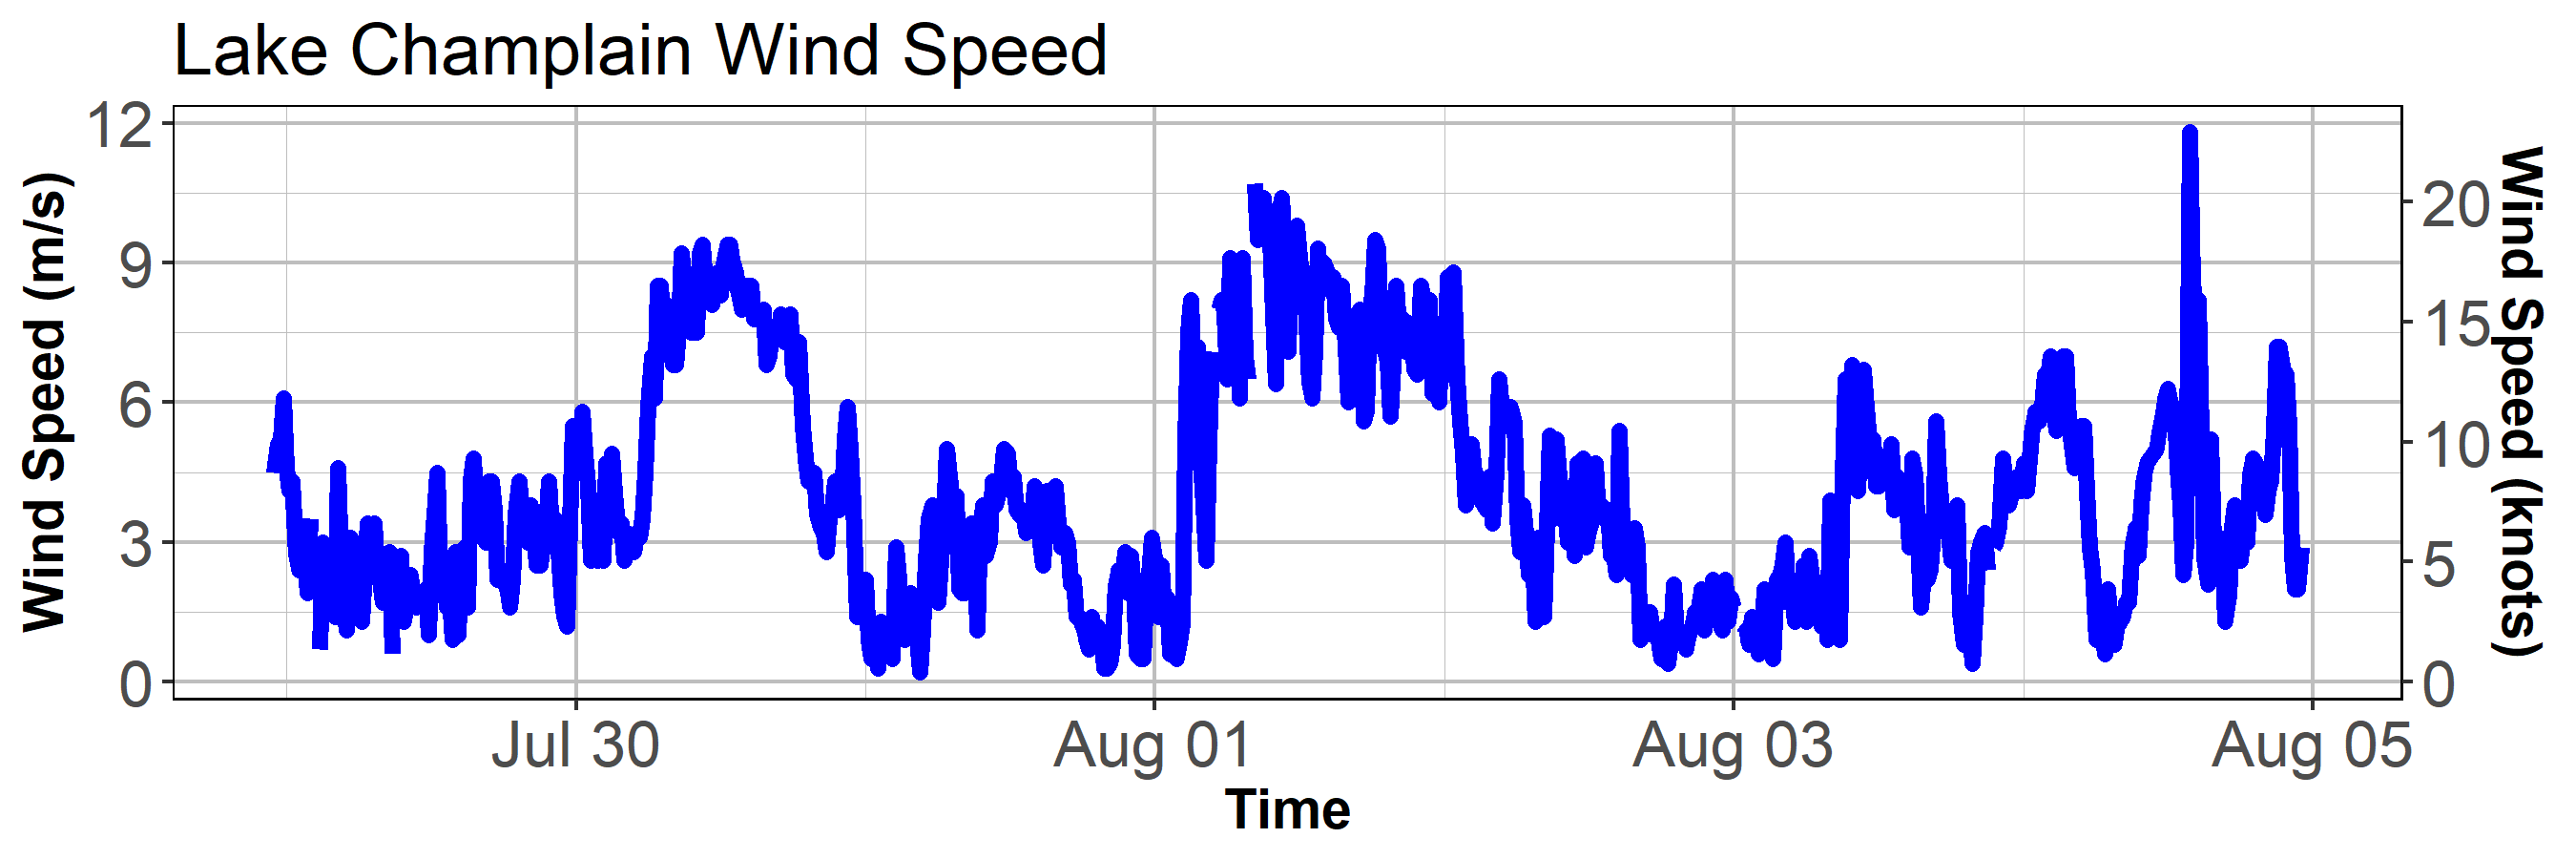 Lake Champlain Wind Speed
12
9
6
3
0
Wind Speed (m/s)
20
15
10
5
0
Wind Speed (knots)
Jul 30
Aug 01
Aug 03
Aug 05
Time